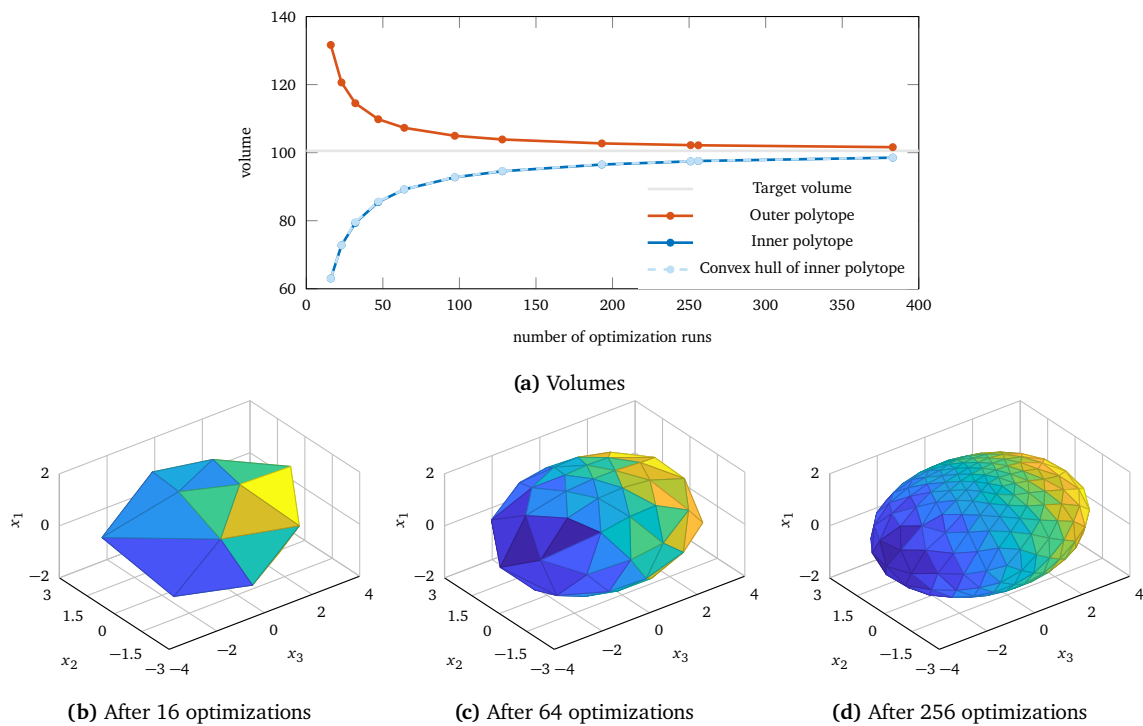 140
120
100
80
60
volume
Target volume
Outer polytope
Inner polytope
Convex hull of inner polytope
0 50 100 150 200 250 300 350 400
number of optimization runs
(a) Volumes
2
0
−2
x1
3
1.5
0
−1.5
−3
x2
−4
−2
0
2
4
x3
2
0
−2
x1
3
1.5
0
−1.5
−3
x2
−4
−2
0
2
4
x3
2
0
−2
x1
3
1.5
0
−1.5
−3
x2
−4
−2
0
2
4
x3
(b) After 16 optimizations
(c) After 64 optimizations
(d) After 256 optimizations